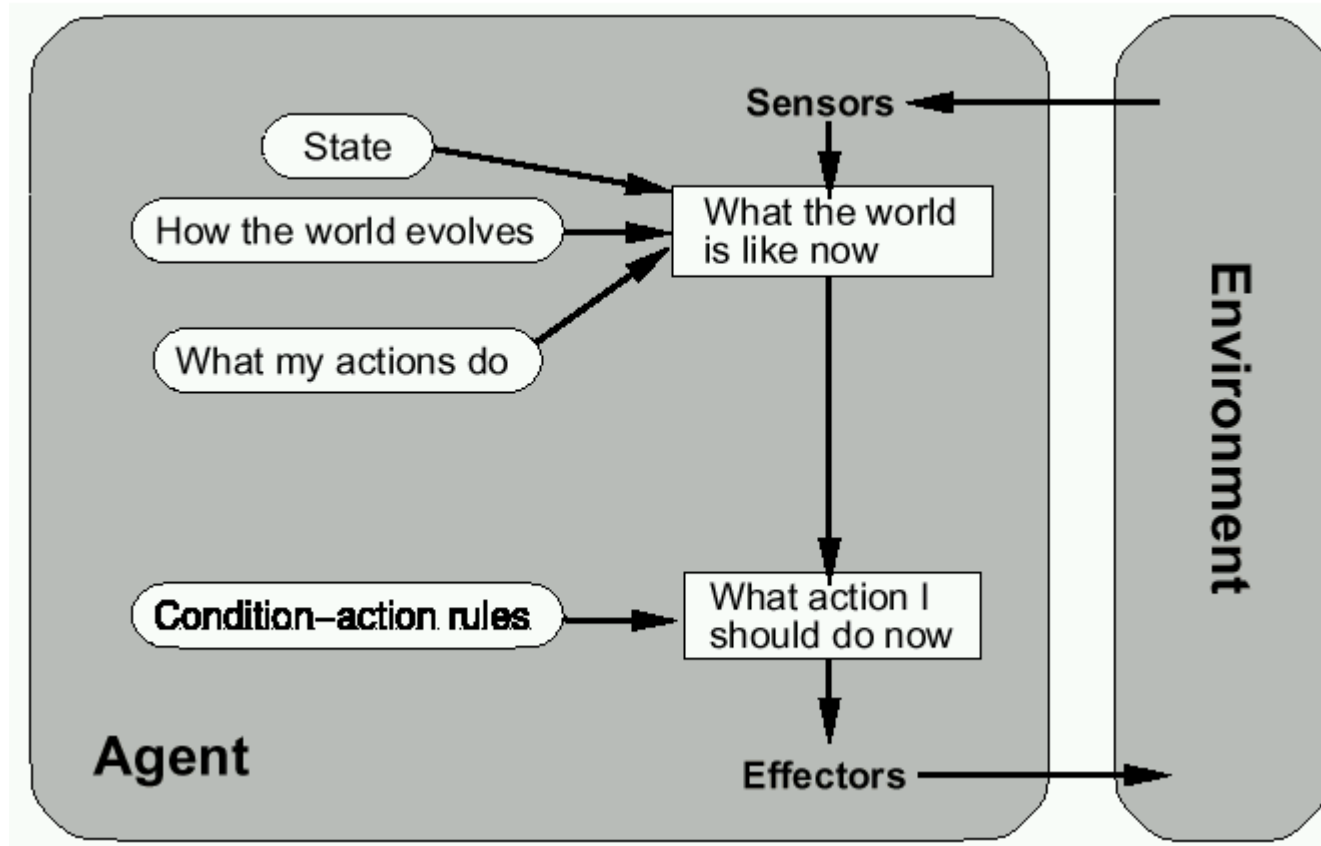 Sensors
State
What the world
is like now
How the world evolves
What my actions do
Environment
Condition–action rules
What action I
should do now
Agent
Effectors